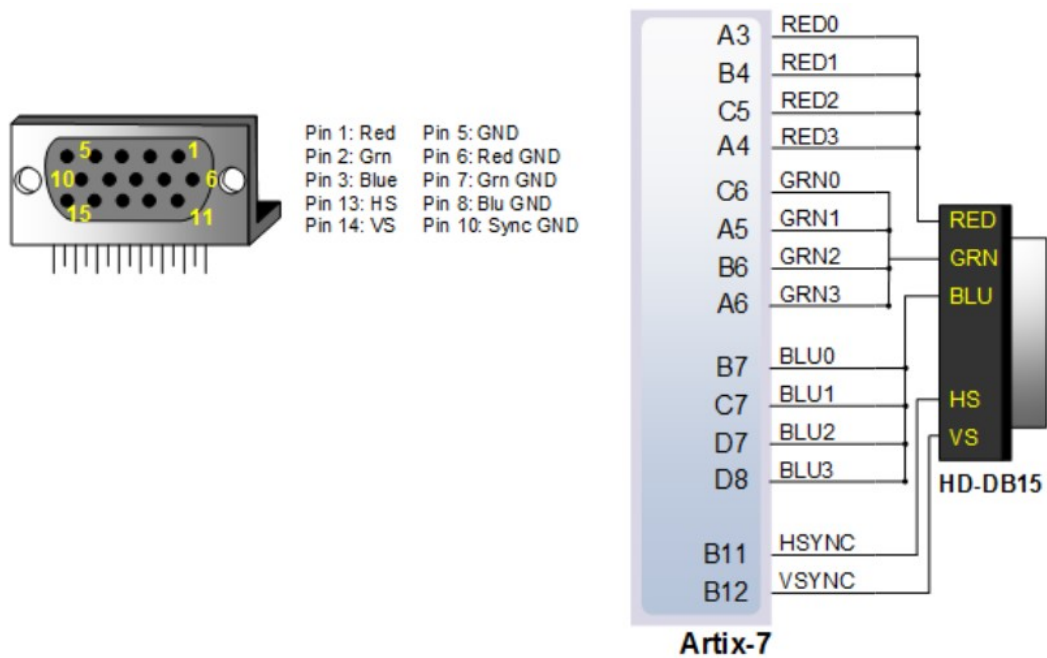 5 1
10 6
15 11
Pin 1: Red Pin 5: GND
Pin 2: Grn Pin 6: Red GND
Pin 3: Blue Pin 7: Grn GND
Pin 13: HS Pin 8: Blu GND
Pin 14: VS Pin 10: Sync GND
A3 RED0
B4 RED1
C5 RED2
A4 RED3
C6 GRN0
A5 GRN1
B6 GRN2
A6 GRN3
B7 BLU0
C7 BLU1
D7 BLU2
D8 BLU3
B11 HSYNC
B12 VSYNC
Artix-7
RED
GRN
BLU
HS
VS
HD-DB15